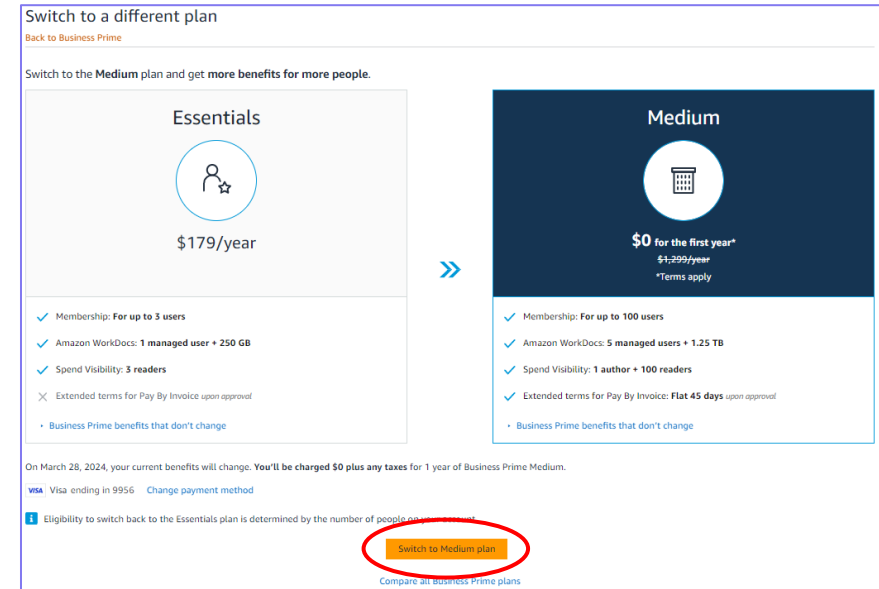 Switch to a different plan
Back to Business Prime
Switch to the Medium plan and get more benefits for more people.
Essentials
$179/year
Membership: For up to 3 users
Amazon WorkDocs: 1 managed user + 250 GB
Spend Visibility: 3 readers
Extended terms for Pay By Invoice upon approval
Business Prime benefits that don't change
Medium
$0 for the first year*
$1,299/year
*Terms apply
Membership: For up to 100 users
Amazon WorkDocs: 5 managed users + 1.25 TB
Spend Visibility: 1 author + 100 readers
Extended terms for Pay By Invoice: Flat 45 days upon approval
Business Prime benefits that don't change
On March 28, 2024, your current benefits will change. You'll be charged $0 plus any taxes for 1 year of Business Prime Medium.
VISA Visa ending in 9956 Change payment method
Eligibility to switch back to the Essentials plan is determined by the number of people on your account.
Switch to Medium plan
Compare all Business Prime plans